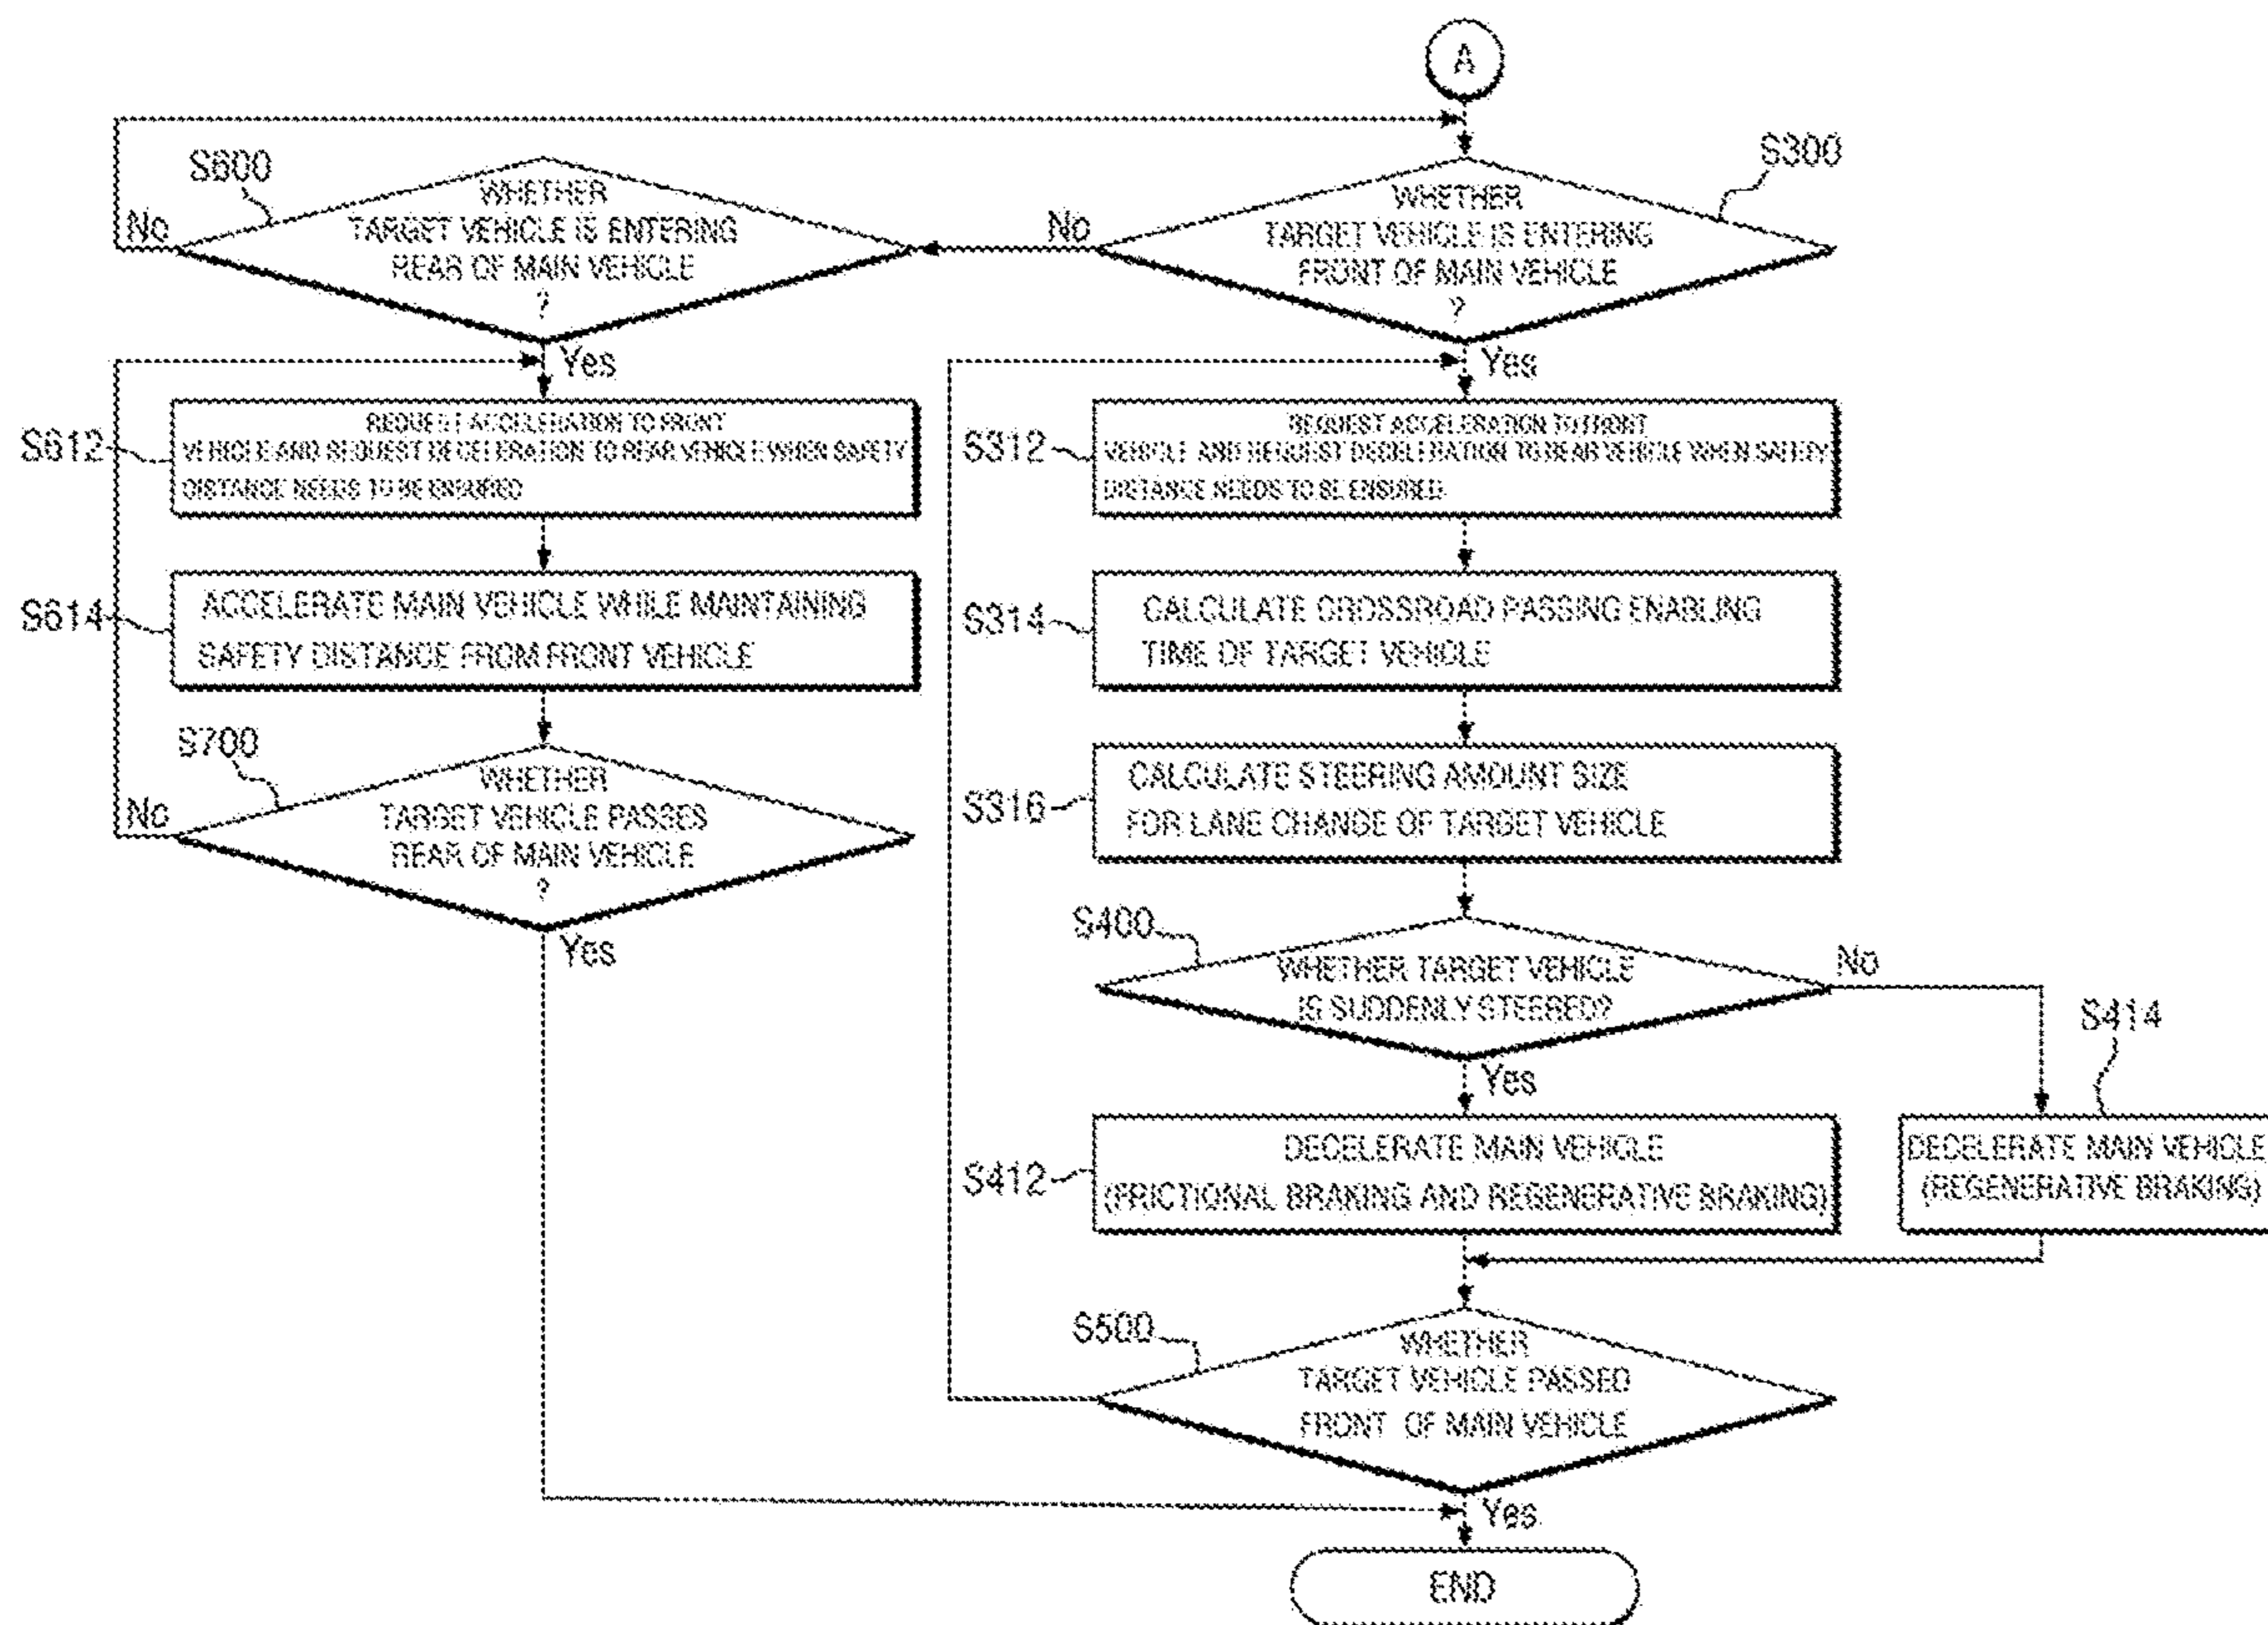 A
S600
WHETHER
TARGET VEHICLE IS ENTERING
REAR OF MAIN VEHICLE
?
No
Yes
S300
WHETHER
TARGET VEHICLE IS ENTERING
FRONT OF MAIN VEHICLE
?
No
Yes
S612
REQUEST ACCELERATION TO FRONT
VEHICLE AND REQUEST DECELERATION TO REAR VEHICLE WHEN SAFETY
DISTANCE NEEDS TO BE ENSURED
S312
REQUEST ACCELERATION TO FRONT
VEHICLE AND REQUEST DECELERATION TO REAR VEHICLE WHEN SAFETY
DISTANCE NEEDS TO BE ENSURED
S614
ACCELERATE MAIN VEHICLE WHILE MAINTAINING
SAFETY DISTANCE FROM FRONT VEHICLE
S314
CALCULATE CROSSROAD PASSING ENABLING
TIME OF TARGET VEHICLE
S700
WHETHER
TARGET VEHICLE PASSES
REAR OF MAIN VEHICLE
?
No
Yes
S316
CALCULATE STEERING AMOUNT SIZE
FOR LANE CHANGE OF TARGET VEHICLE
S400
WHETHER TARGET VEHICLE
IS SUDDENLY STEERED?
No
Yes
S414
DECELERATE MAIN VEHICLE
(REGENERATIVE BRAKING)
S412
DECELERATE MAIN VEHICLE
(FRICTIONAL BRAKING AND REGENERATIVE BRAKING)
S500
WHETHER
TARGET VEHICLE PASSED
FRONT OF MAIN VEHICLE
Yes
END